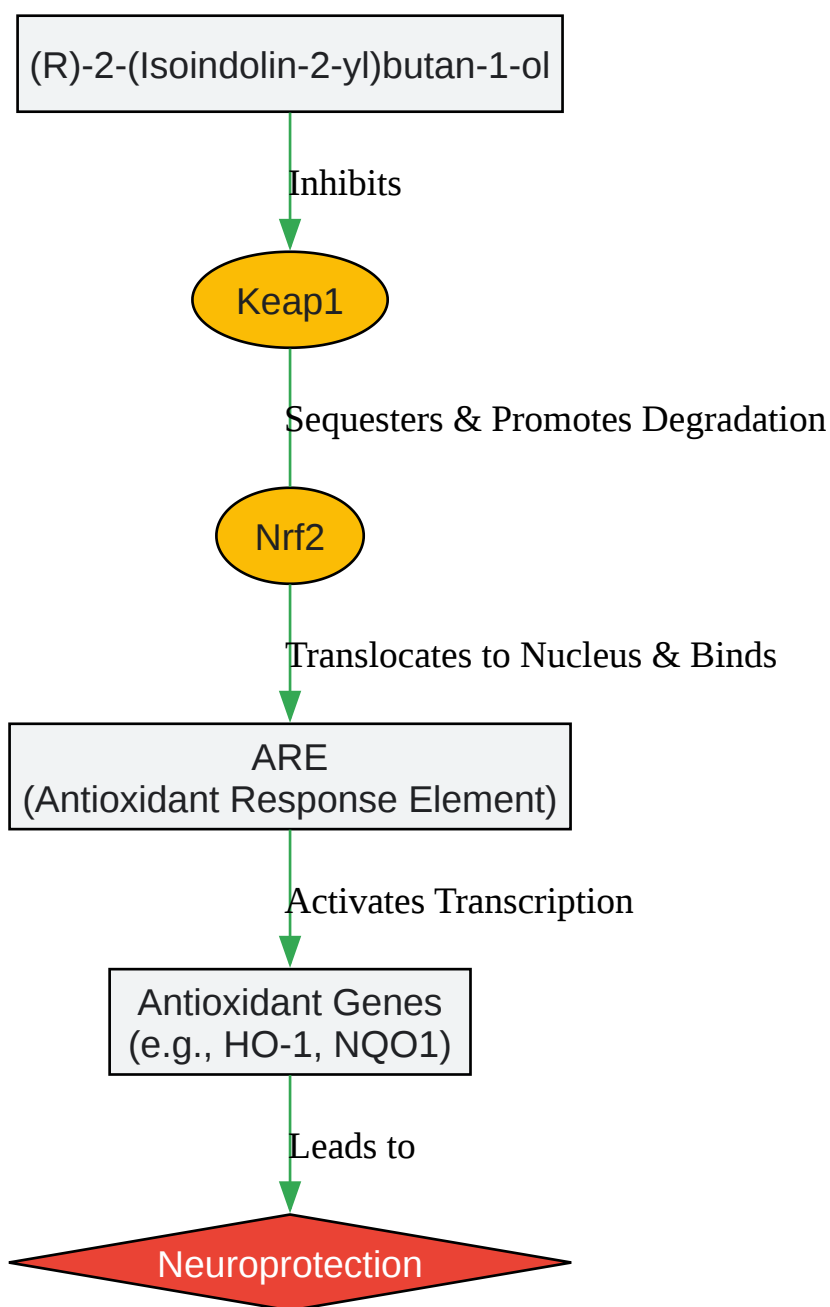 (R)-2-(Isoindolin-2-yl)butan-1-ol
Inhibits
Keap1
Sequesters & Promotes Degradation
Nrf2
Translocates to Nucleus & Binds
ARE
(Antioxidant Response Element)
Activates Transcription
Antioxidant Genes
(e.g., HO-1, NQO1)
Leads to
Neuroprotection